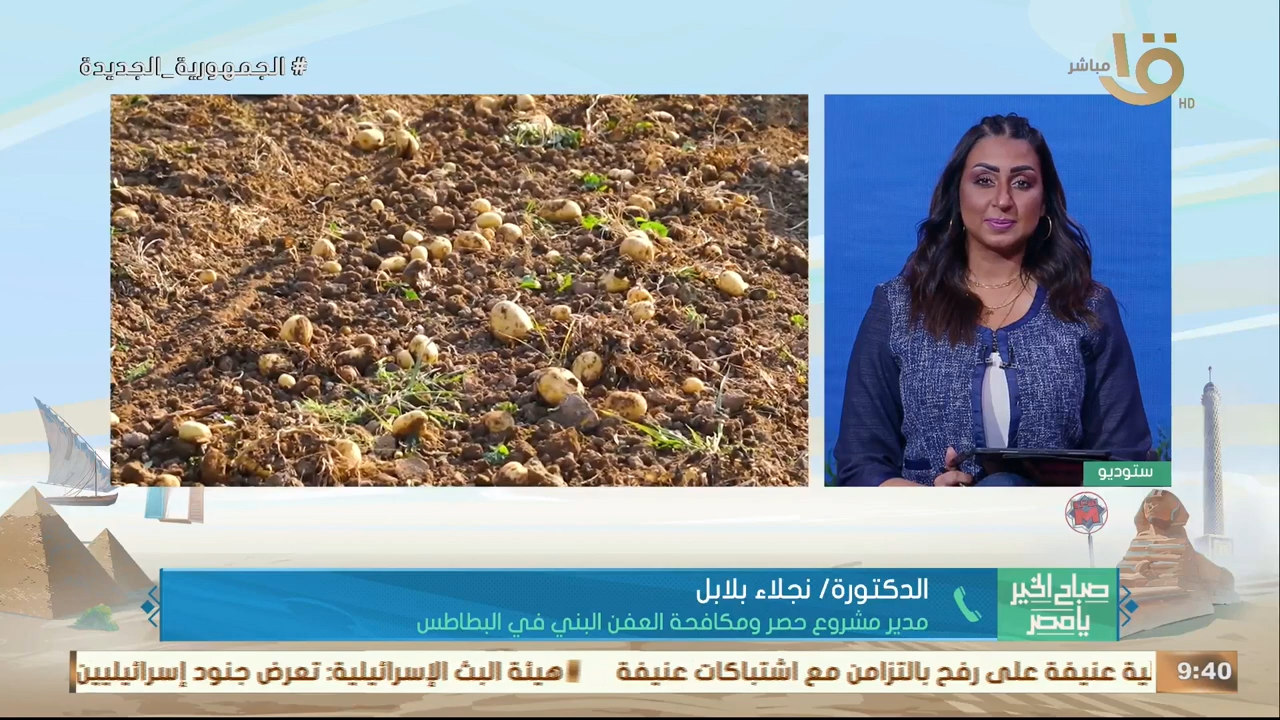 #الجمهورية_الجديدة
مباشر
HD
ستوديو
M
صباح الخير
يا مصر
الدكتورة/ نجلاء بلابل
مدير مشروع حصر ومكافحة العفن البني في البطاطس
9:40
ية عنيفة على رفح بالتزامن مع اشتباكات عنيفة
هيئة البث الإسرائيلية: تعرض جنود إسرائيليين